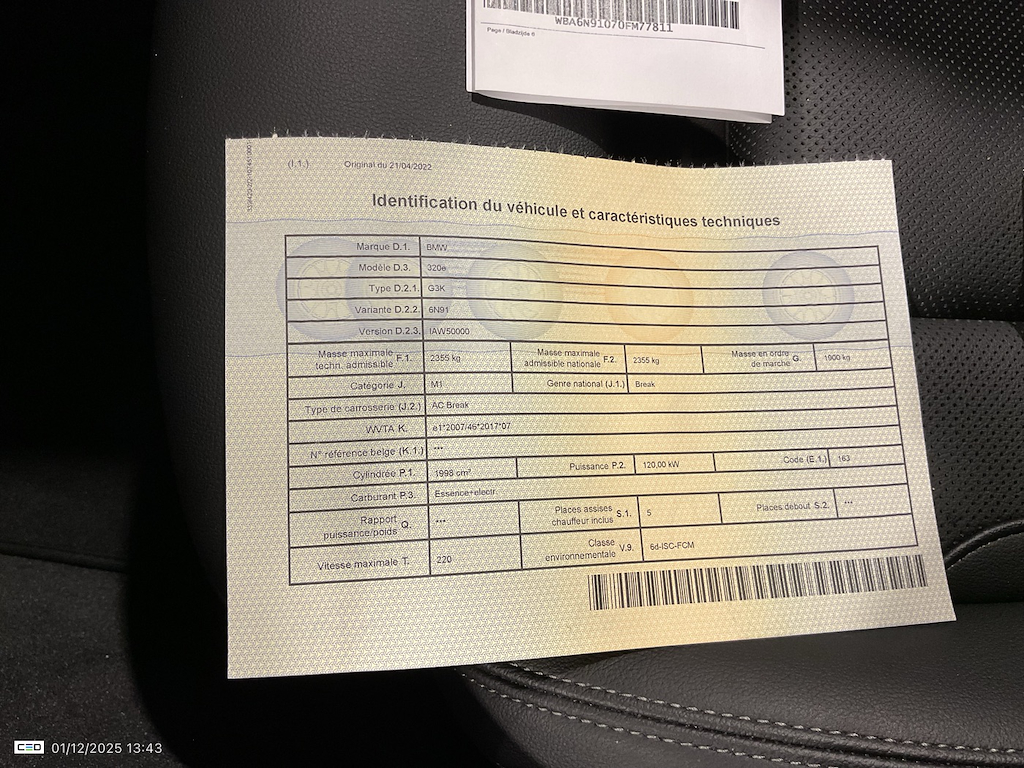 WBA6N91070FM77811
Page / Bladzijde 6
(I.1.) Original du 21/04/2022
Identification du véhicule et caractéristiques techniques
Marque D.1. BMW
Modèle D.3. 320e
Type D.2.1. G3K
Variante D.2.2. 6N91
Version D.2.3. IAW50000
Masse maximale techn. admissible F.1. 2355 kg Masse maximale admissible nationale F.2. 2355 kg Masse en ordre de marche G. 1900 kg
Catégorie J. M1 Genre national (J.1.) Break
Type de carrosserie (J.2.) AC Break
WVTA K. e1*2007/46*2017*07
N° référence belge (K.1.) ***
Cylindrée P.1. 1998 cm³ Puissance P.2. 120,00 kW Code (E.1.) 163
Carburant P.3. Essence+electr.
Rapport puissance/poids Q. *** Places assises chauffeur inclus S.1. 5 Places debout S.2. ***
Vitesse maximale T. 220 Classe environnementale V.9. 6d-ISC-FCM
CEO 01/12/2025 13:43